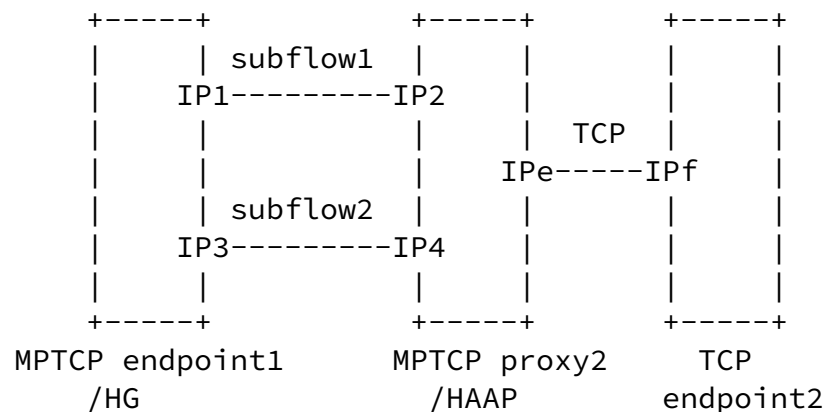 +-----+ +-----+ +-----+
| | subflow1 | | | |
| IP1---------IP2 | | |
| | | | TCP | |
| | | IPe-----IPf |
| | subflow2 | | | |
| IP3---------IP4 | | |
| | | | | |
+-----+ +-----+ +-----+
MPTCP endpoint1 MPTCP proxy2 TCP
/HG /HAAP endpoint2